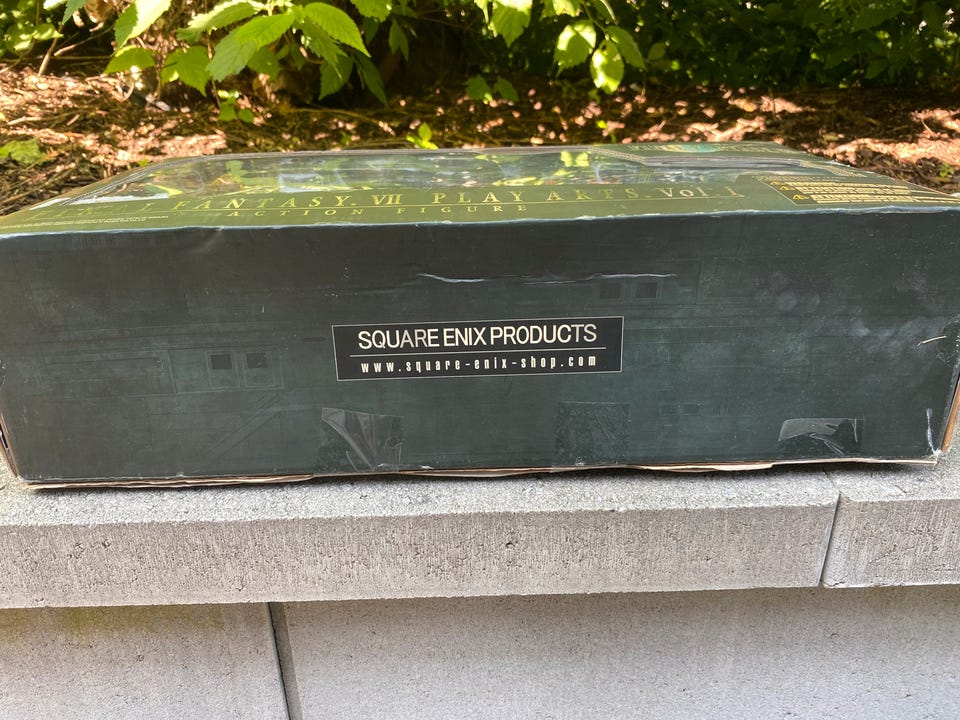 FANTASY. VII PLAY ARTS. Vol. 1
ACTION FIGURE
SQUARE ENIX PRODUCTS
www.square-enix-shop.com